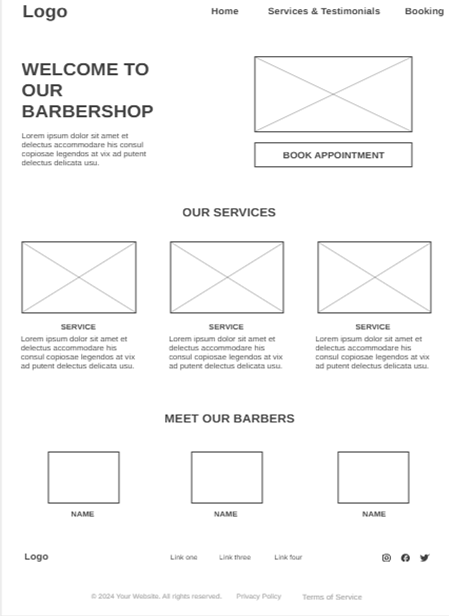 Logo
Home Services & Testimonials Booking
WELCOME TO
OUR
BARBERSHOP
Lorem ipsum dolor sit amet et
delectus accommodare his consul
copiosae legendos at vix ad putent
delectus delicata usu.
BOOK APPOINTMENT
OUR SERVICES
SERVICE
Lorem ipsum dolor sit amet et
delectus accommodare his
consul copiosae legendos at vix
ad putent delectus delicata usu.
SERVICE
Lorem ipsum dolor sit amet et
delectus accommodare his
consul copiosae legendos at vix
ad putent delectus delicata usu.
SERVICE
Lorem ipsum dolor sit amet et
delectus accommodare his
consul copiosae legendos at vix
ad putent delectus delicata usu.
MEET OUR BARBERS
NAME
NAME
NAME
Logo
Link one Link three Link four
© 2024 Your Website. All rights reserved. Privacy Policy Terms of Service